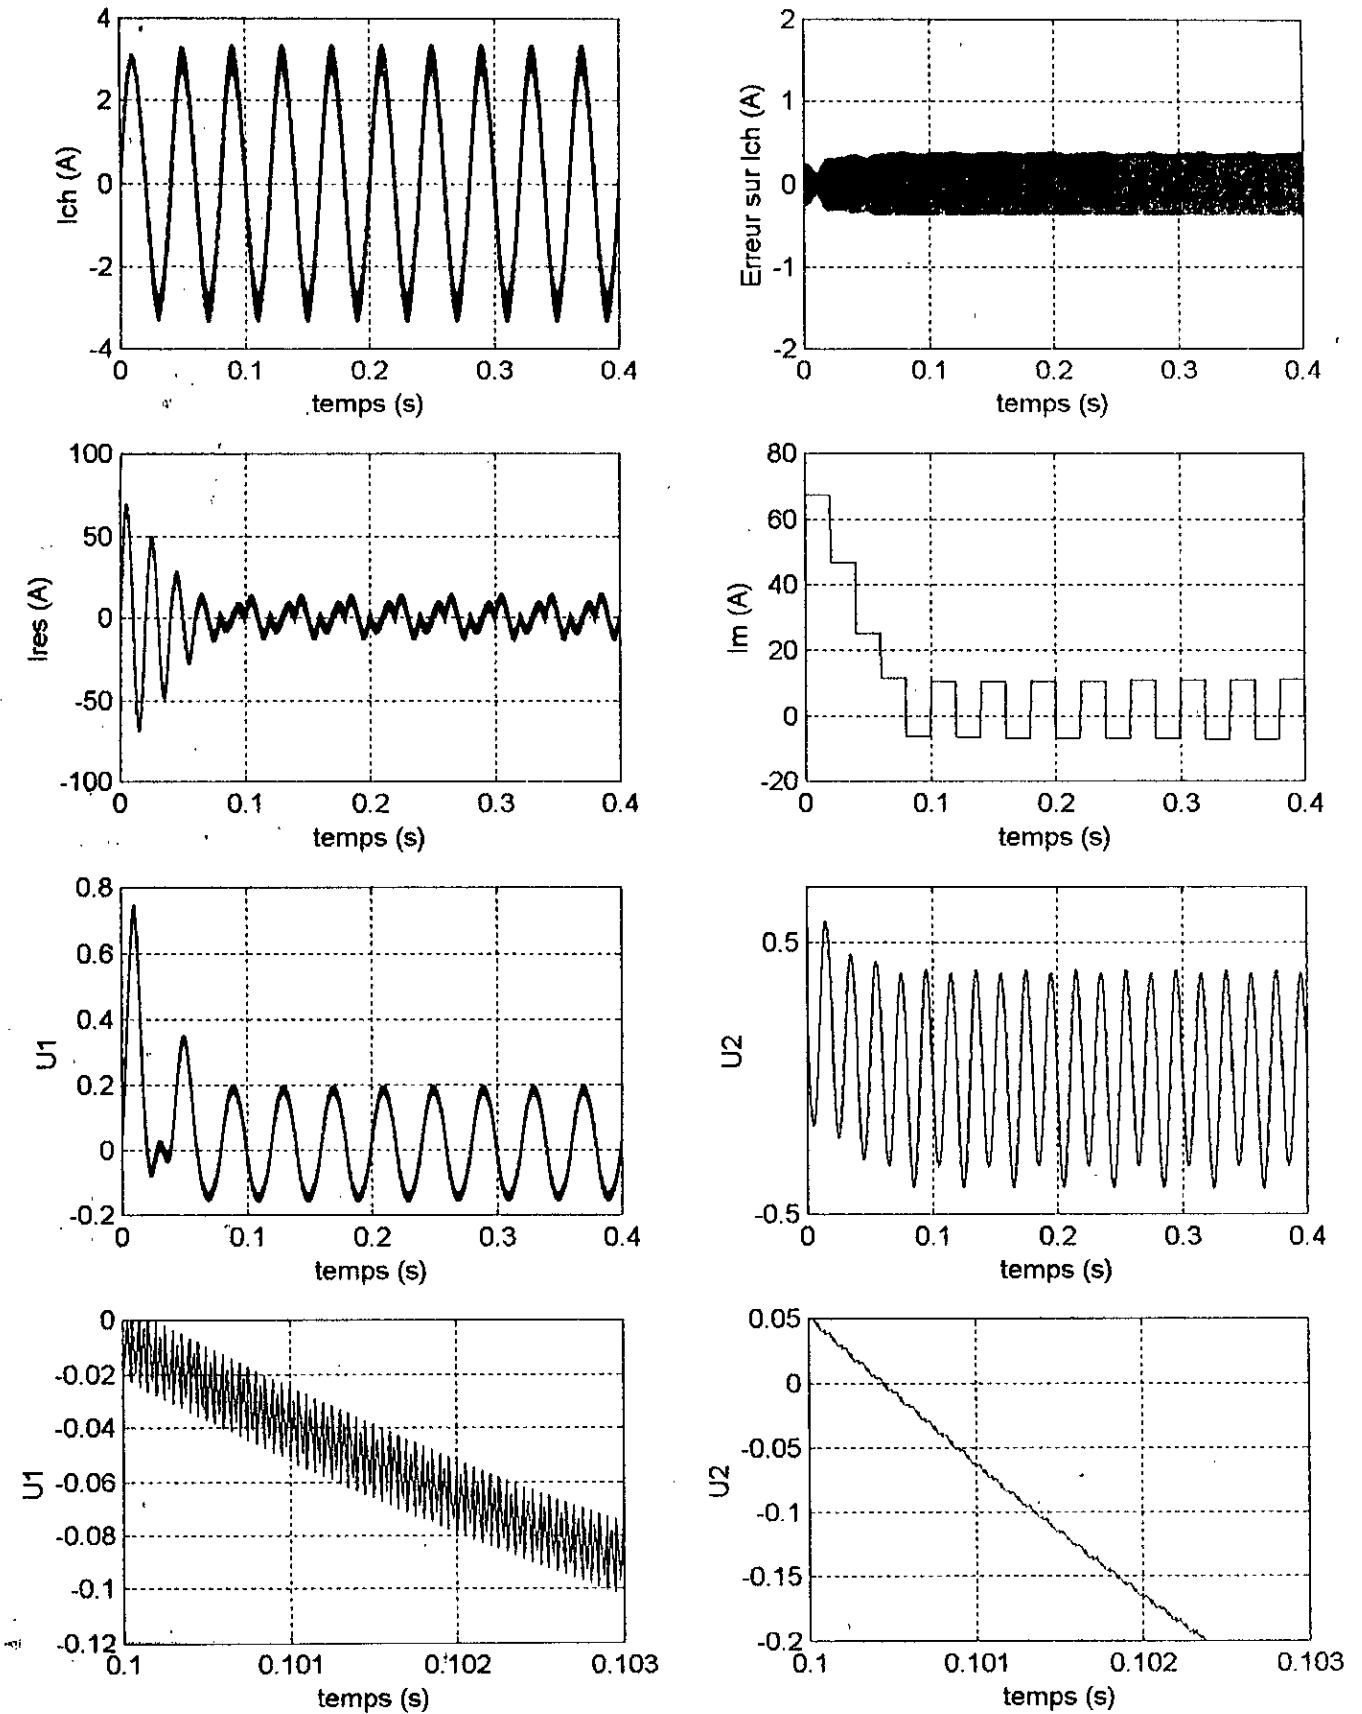 4
2
0
-2
-4
Ich (A)
0 0.1 0.2 0.3 0.4
temps (s)
2
1
0
-1
-2
Erreur sur Ich (A)
0 0.1 0.2 0.3 0.4
temps (s)
100
50
0
-50
-100
Ires (A)
0 0.1 0.2 0.3 0.4
temps (s)
80
60
40
20
0
-20
Im (A)
0 0.1 0.2 0.3 0.4
temps (s)
0.8
0.6
0.4
0.2
0
-0.2
U1
0 0.1 0.2 0.3 0.4
temps (s)
0.5
-0.5
U2
0 0.1 0.2 0.3 0.4
temps (s)
0
-0.02
-0.04
-0.06
-0.08
-0.1
-0.12
U1
0.1 0.101 0.102 0.103
temps (s)
0.05
0
-0.05
-0.1
-0.15
-0.2
U2
0.1 0.101 0.102 0.103
temps (s)